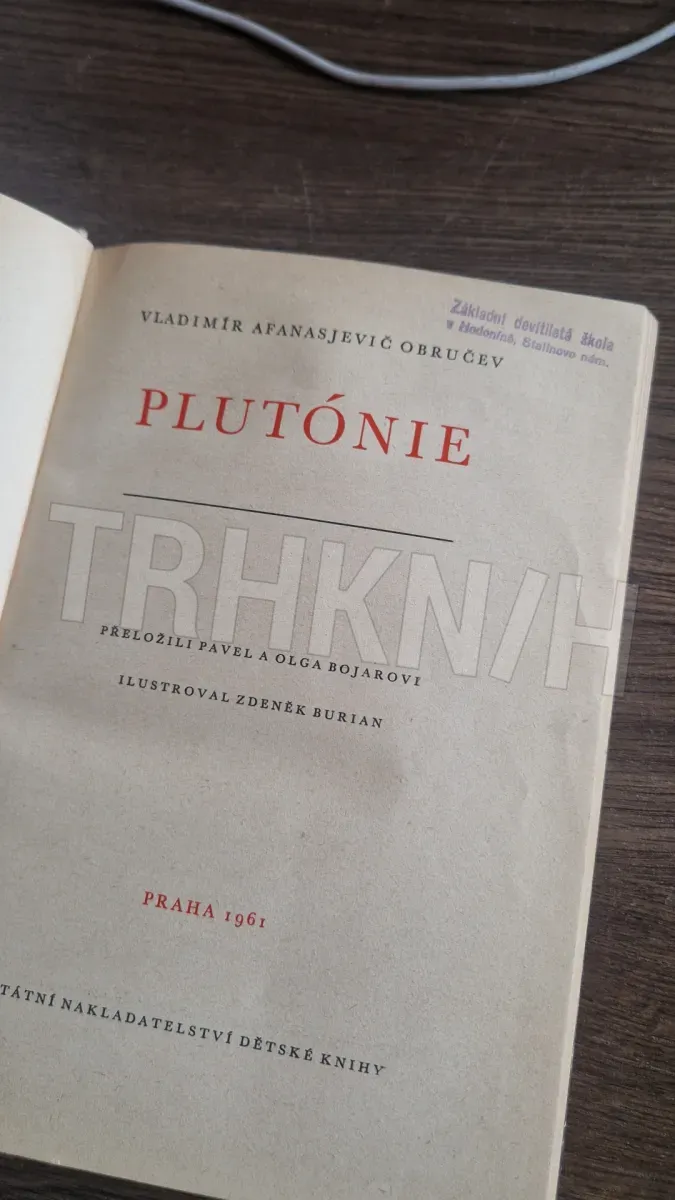 Základní devítiletá škola
v Hodoníně, Stalinovo nám.
VLADIMÍR AFANASJEVIČ OBRUČEV
PLUTÓNIE
TRHKN/H
PŘELOŽILI PAVEL A OLGA BOJAROVI
ILUSTROVAL ZDENĚK BURIAN
PRAHA 1961
TÁTNÍ NAKLADATELSTVÍ DĚTSKÉ KNIHY